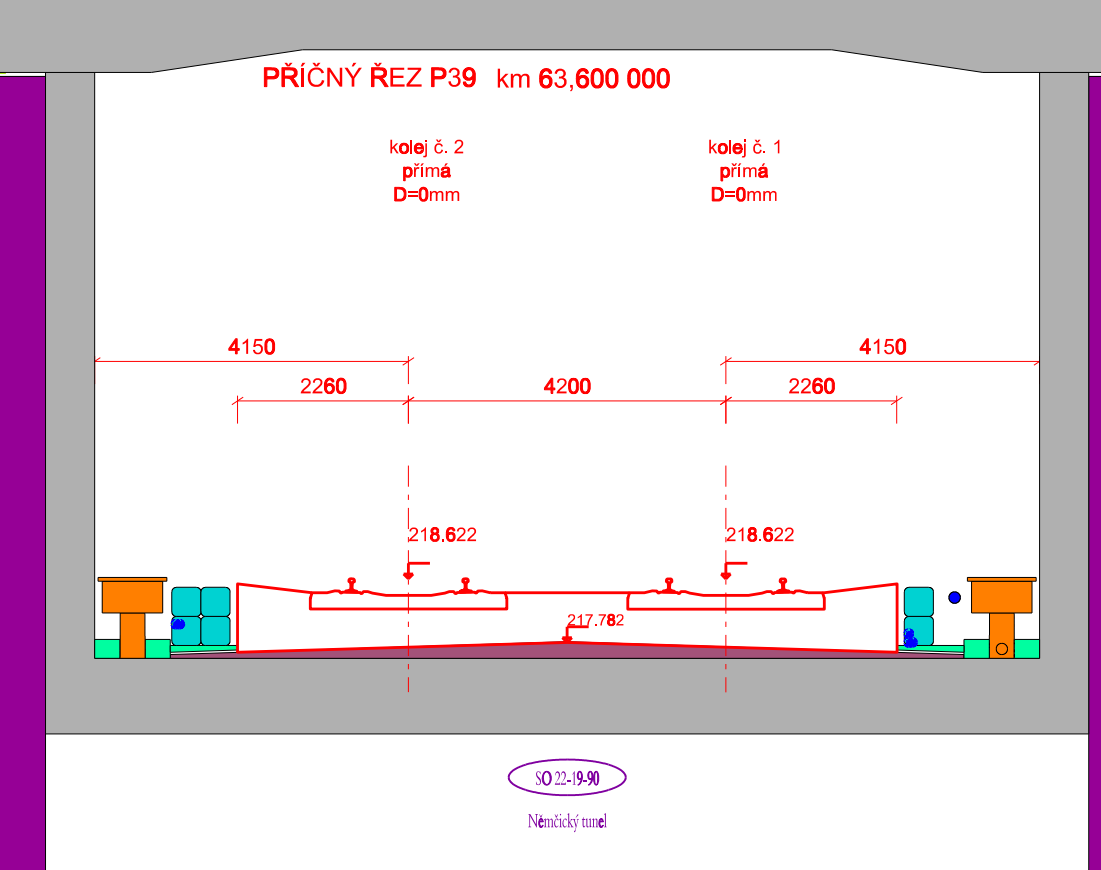 PŘÍČNÝ ŘEZ P39 km 63,600 000
kolej č. 2
přímá
D=0mm
kolej č. 1
přímá
D=0mm
4150
4150
2260
4200
2260
218.622
218.622
217.782
SO 22-19-90
Němčický tunel